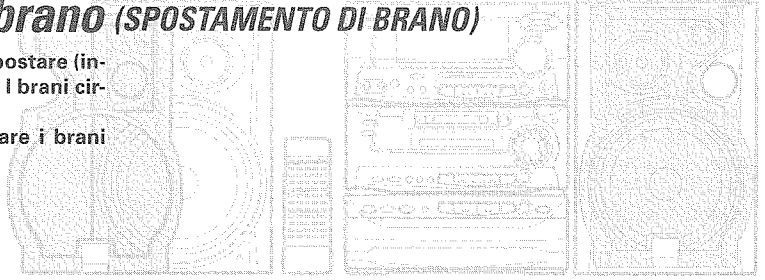 brano (SPOSTAMENTO DI BRANO)
postare (in-
I brani cir-
are i brani